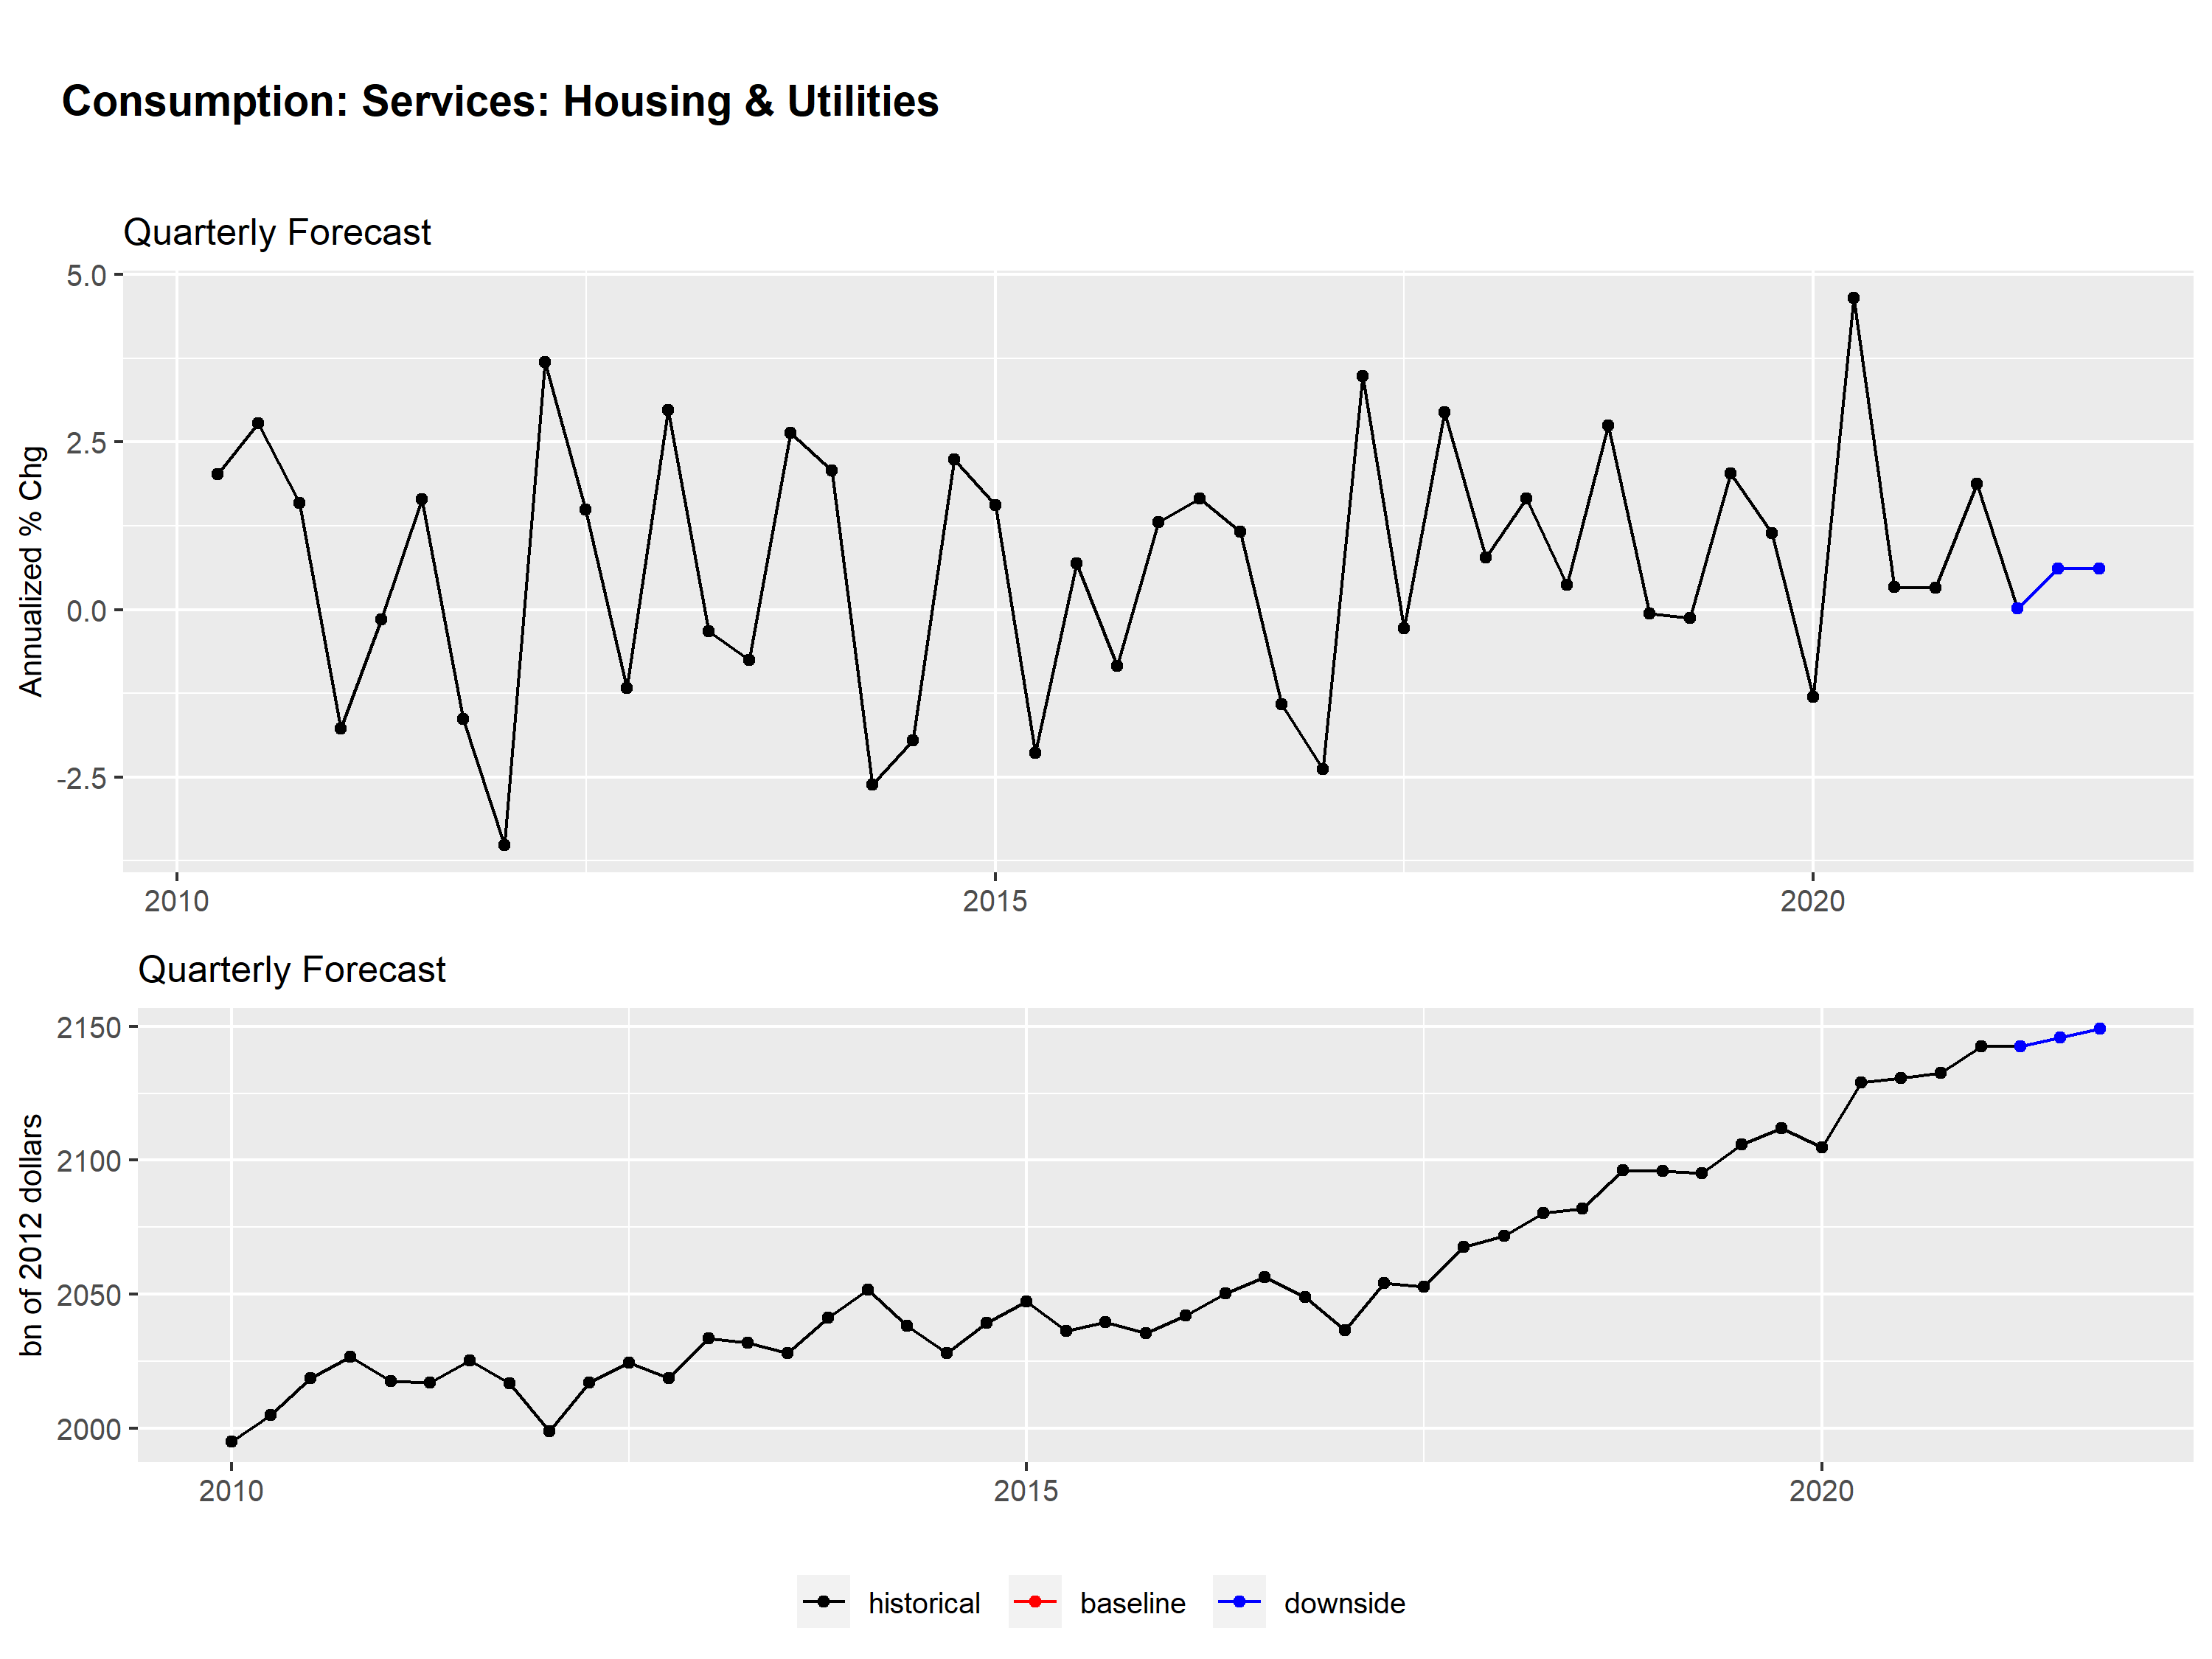 Consumption: Services: Housing & Utilities
Quarterly Forecast
Annualized % Chg
5.0
2.5
0.0
-2.5
2010
2015
2020
Quarterly Forecast
bn of 2012 dollars
2150
2100
2050
2000
2010
2015
2020
historical
baseline
downside